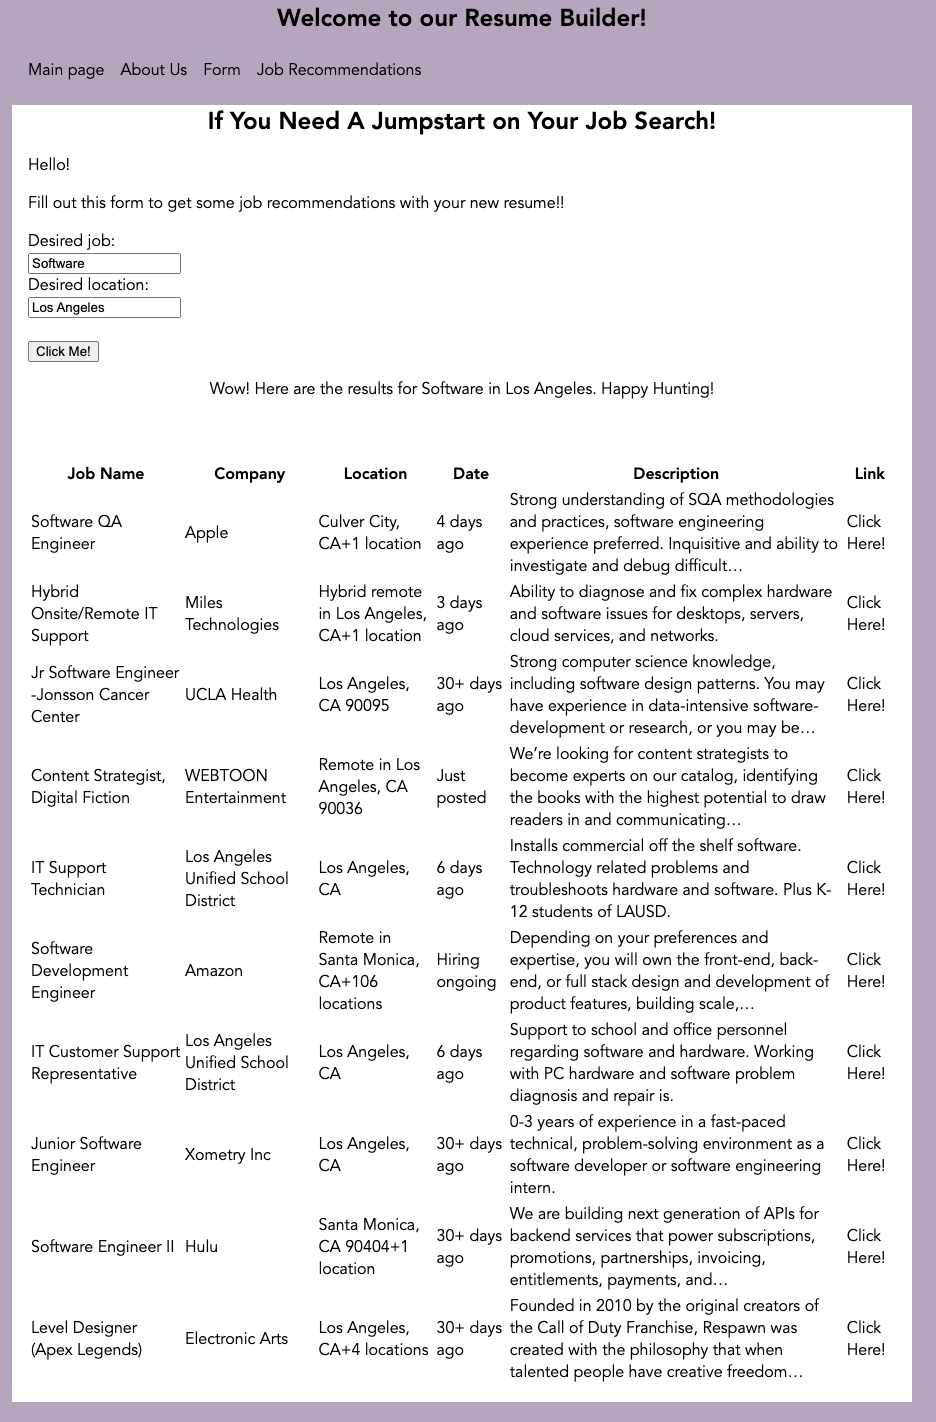 Welcome to our Resume Builder!
Main page About Us Form Job Recommendations
If You Need A Jumpstart on Your Job Search!
Hello!
Fill out this form to get some job recommendations with your new resume!!
Desired job:
Software
Desired location:
Los Angeles
Click Me!
Wow! Here are the results for Software in Los Angeles. Happy Hunting!
Job Name Company Location Date Description Link
Software QA
Engineer
Apple
Culver City,
CA+1 location
4 days
ago
Strong understanding of SQA methodologies
and practices, software engineering
experience preferred. Inquisitive and ability to
investigate and debug difficult…
Click
Here!
Hybrid
Onsite/Remote IT
Support
Miles
Technologies
Hybrid remote
in Los Angeles,
CA+1 location
3 days
ago
Ability to diagnose and fix complex hardware
and software issues for desktops, servers,
cloud services, and networks.
Click
Here!
Jr Software Engineer
-Jonsson Cancer
Center
UCLA Health
Los Angeles,
CA 90095
30+ days
ago
Strong computer science knowledge,
including software design patterns. You may
have experience in data-intensive software-
development or research, or you may be…
Click
Here!
Content Strategist,
Digital Fiction
WEBTOON
Entertainment
Remote in Los
Angeles, CA
90036
Just
posted
We’re looking for content strategists to
become experts on our catalog, identifying
the books with the highest potential to draw
readers in and communicating…
Click
Here!
IT Support
Technician
Los Angeles
Unified School
District
Los Angeles,
CA
6 days
ago
Installs commercial off the shelf software.
Technology related problems and
troubleshoots hardware and software. Plus K-
12 students of LAUSD.
Click
Here!
Software
Development
Engineer
Amazon
Remote in
Santa Monica,
CA+106
locations
Hiring
ongoing
Depending on your preferences and
expertise, you will own the front-end, back-
end, or full stack design and development of
product features, building scale,…
Click
Here!
IT Customer Support
Representative
Los Angeles
Unified School
District
Los Angeles,
CA
6 days
ago
Support to school and office personnel
regarding software and hardware. Working
with PC hardware and software problem
diagnosis and repair is.
Click
Here!
Junior Software
Engineer
Xometry Inc
Los Angeles,
CA
30+ days
ago
0-3 years of experience in a fast-paced
technical, problem-solving environment as a
software developer or software engineering
intern.
Click
Here!
Software Engineer II
Hulu
Santa Monica,
CA 90404+1
location
30+ days
ago
We are building next generation of APIs for
backend services that power subscriptions,
promotions, partnerships, invoicing,
entitlements, payments, and…
Click
Here!
Level Designer
(Apex Legends)
Electronic Arts
Los Angeles,
CA+4 locations
30+ days
ago
Founded in 2010 by the original creators of
the Call of Duty Franchise, Respawn was
created with the philosophy that when
talented people have creative freedom…
Click
Here!